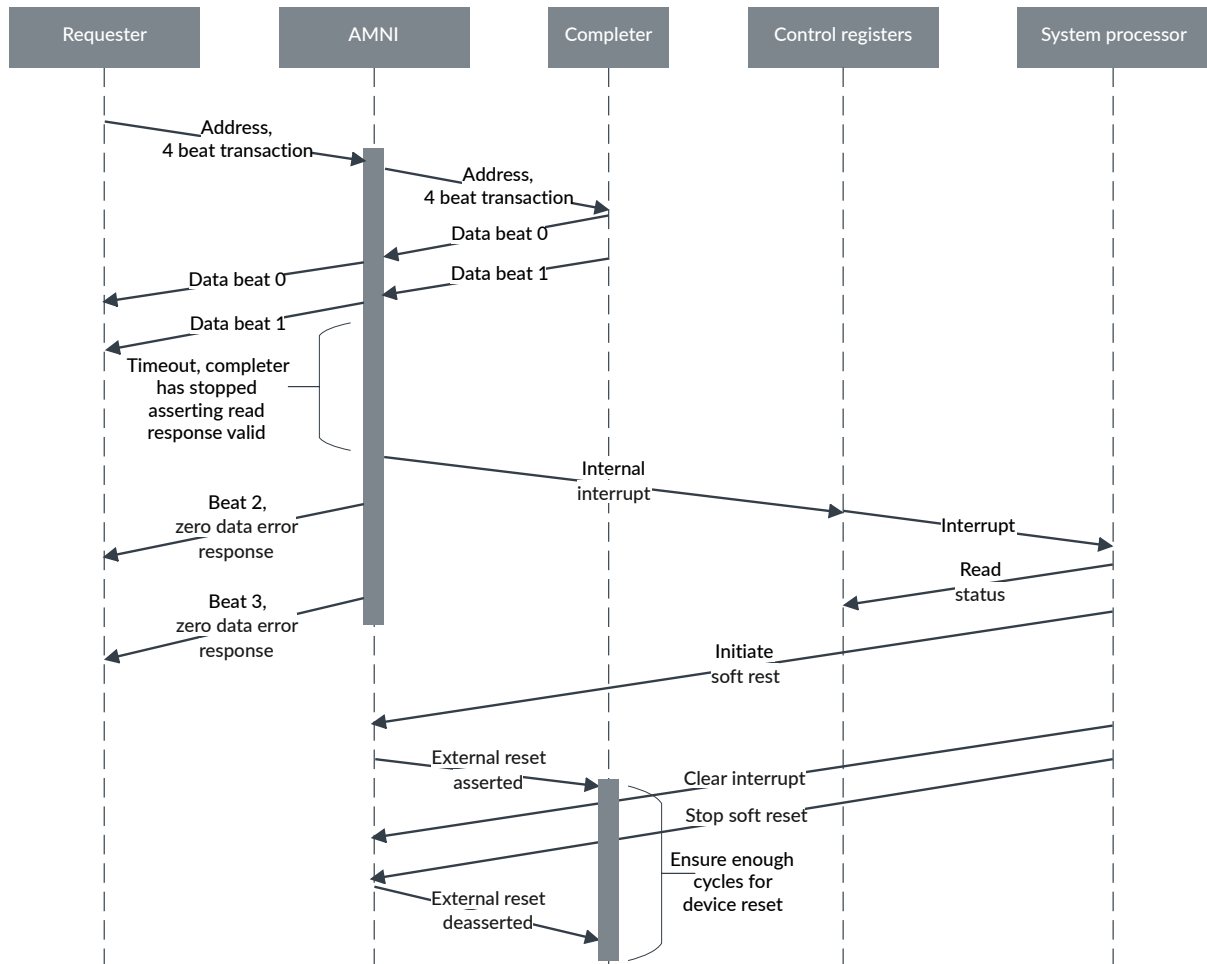 Requester
AMNI
Completer
Control registers
System processor
Address,
4 beat transaction
Address,
4 beat transaction
Data beat 0
Data beat 1
Data beat 0
Data beat 1
Timeout, completer
has stopped
asserting read
response valid
Internal
interrupt
Beat 2,
zero data error
response
Interrupt
Read
status
Beat 3,
zero data error
response
Initiate
soft rest
External reset
asserted
Clear interrupt
Stop soft reset
Ensure enough
cycles for
device reset
External reset
deasserted